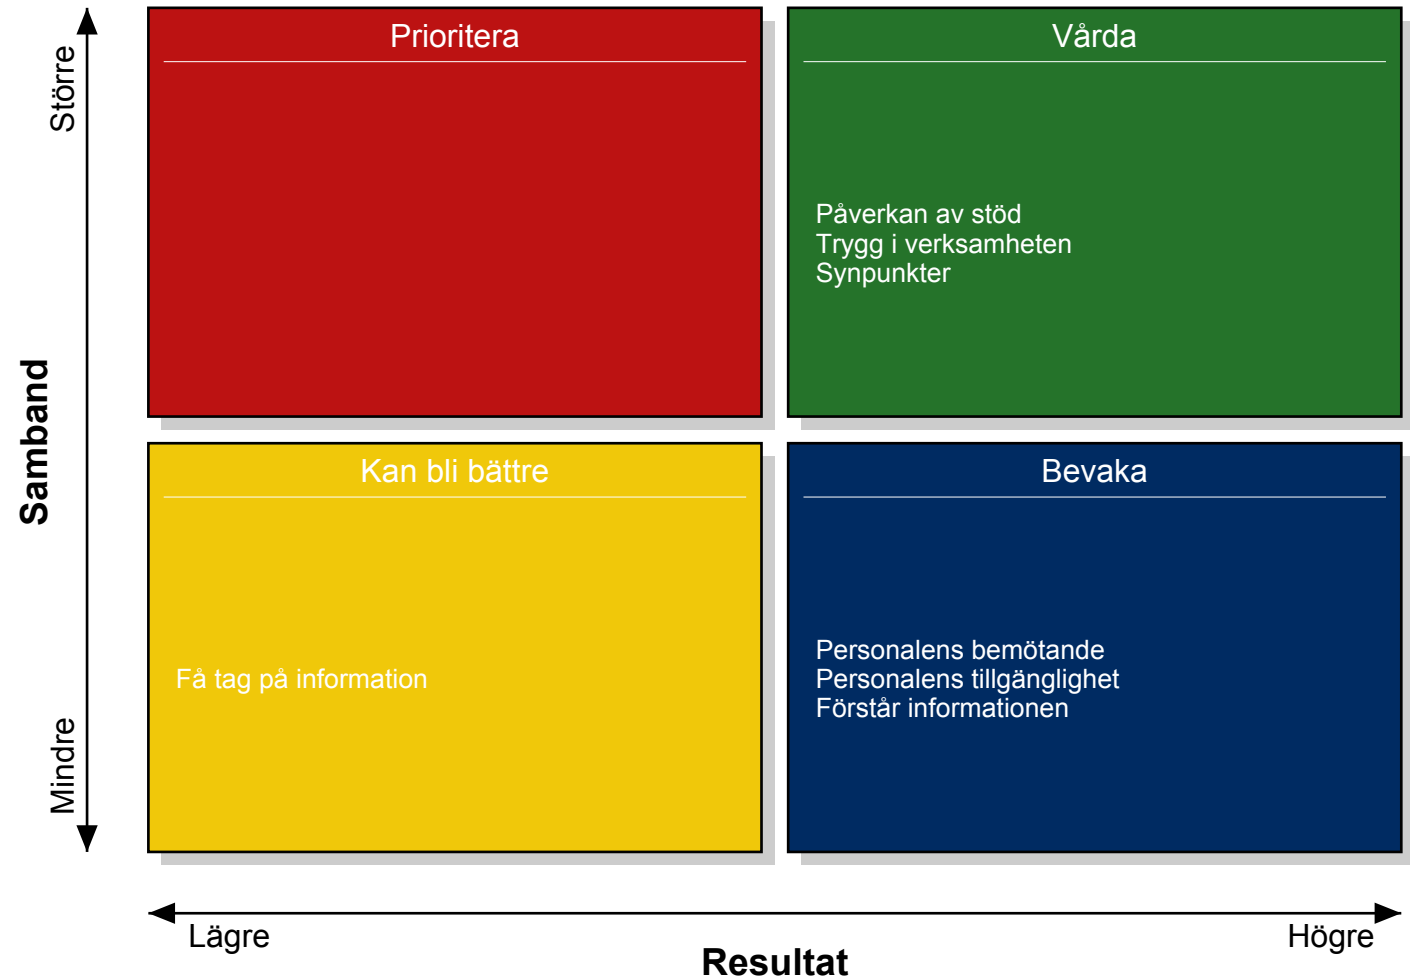 Större
Samband
Mindre
Prioritera
Vårda
Påverkan av stöd
Trygg i verksamheten
Synpunkter
Kan bli bättre
Få tag på information
Bevaka
Personalens bemötande
Personalens tillgänglighet
Förstår informationen
Lägre
Resultat
Högre